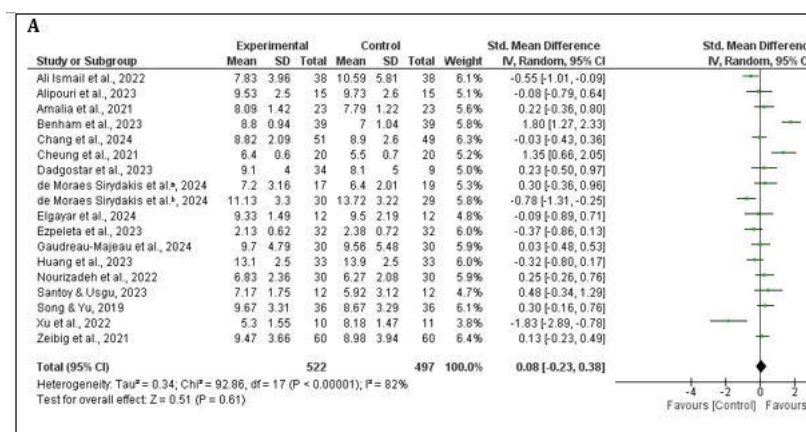 A
Experimental Control Std. Mean Difference Std. Mean Difference
Study or Subgroup Mean SD Total Mean SD Total Weight IV, Random, 95% CI IV, Random, 95% CI
Ali Ismail et al., 2022 7.83 3.96 38 10.59 5.81 38 6.1% -0.55 [-1.01, -0.09]
Alipouri et al., 2023 9.53 2.5 15 9.73 2.6 15 5.1% -0.08 [-0.79, 0.64]
Amalia et al., 2021 8.09 1.42 23 7.79 1.22 23 5.6% 0.22 [-0.36, 0.80]
Benham et al., 2023 8.8 0.94 39 7 1.04 39 5.8% 1.80 [1.27, 2.33]
Chang et al., 2024 8.82 2.09 51 8.9 2.6 49 6.3% -0.03 [-0.43, 0.36]
Cheung et al., 2021 6.4 0.6 20 5.5 0.7 20 5.2% 1.35 [0.66, 2.05]
Dadgostar et al., 2023 9.1 4 34 8.1 5 9 5.0% 0.23 [-0.50, 0.97]
de Moraes Sirydakis et al.ᵃ, 2024 7.2 3.16 17 6.4 2.01 19 5.3% 0.30 [-0.36, 0.96]
de Moraes Sirydakis et al.ᵇ, 2024 11.13 3.3 30 13.72 3.22 29 5.8% -0.78 [-1.31, -0.25]
Elgayar et al., 2024 9.33 1.49 12 9.5 2.19 12 4.8% -0.09 [-0.89, 0.71]
Ezpeleta et al., 2023 2.13 0.62 32 2.38 0.72 32 5.9% -0.37 [-0.86, 0.13]
Gaudreau-Majeau et al., 2024 9.7 4.79 30 9.56 5.48 30 5.9% 0.03 [-0.48, 0.53]
Huang et al., 2023 13.1 2.5 33 13.9 2.5 33 5.9% -0.32 [-0.80, 0.17]
Nourizadeh et al., 2022 6.83 2.36 30 6.27 2.08 30 5.9% 0.25 [-0.26, 0.76]
Santoy & Usgu, 2023 7.17 1.75 12 5.92 3.12 12 4.7% 0.48 [-0.34, 1.29]
Song & Yu, 2019 9.67 3.31 36 8.67 3.29 36 6.0% 0.30 [-0.16, 0.76]
Xu et al., 2022 5.3 1.55 10 8.18 1.47 11 3.9% -1.83 [-2.89, -0.78]
Zeibig et al., 2021 9.47 3.66 60 8.98 3.94 60 6.4% 0.13 [-0.23, 0.49]
Total (95% CI) 522 497 100.0% 0.08 [-0.23, 0.38]
Heterogeneity: Tau² = 0.34; Chi² = 92.86, df = 17 (P < 0.00001); I² = 82%
Test for overall effect: Z = 0.51 (P = 0.61)
-4 -2 0 2
Favours [Control] Favours